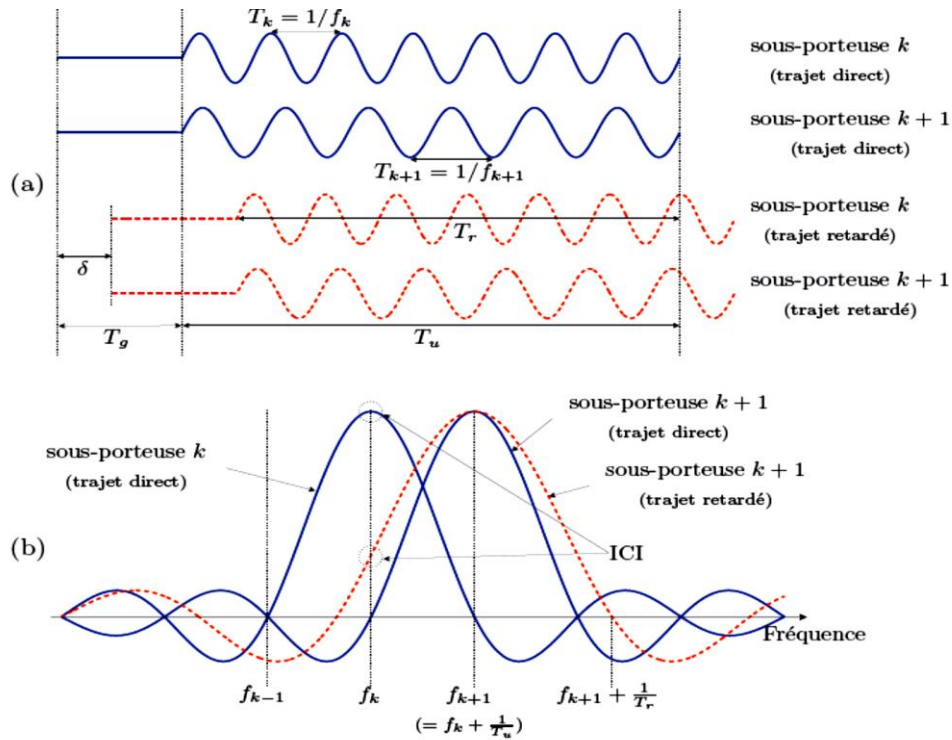 T_k = 1/f_k
sous-porteuse k
(trajet direct)
sous-porteuse k + 1
(trajet direct)
T_{k+1} = 1/f_{k+1}
(a)
sous-porteuse k
(trajet retardé)
T_r
δ
sous-porteuse k + 1
(trajet retardé)
T_g
T_u
sous-porteuse k + 1
(trajet direct)
sous-porteuse k
(trajet direct)
sous-porteuse k + 1
(trajet retardé)
(b)
ICI
Fréquence
f_{k-1}
f_k
f_{k+1}
f_{k+1} + 1/T_r
(= f_k + 1/T_u)